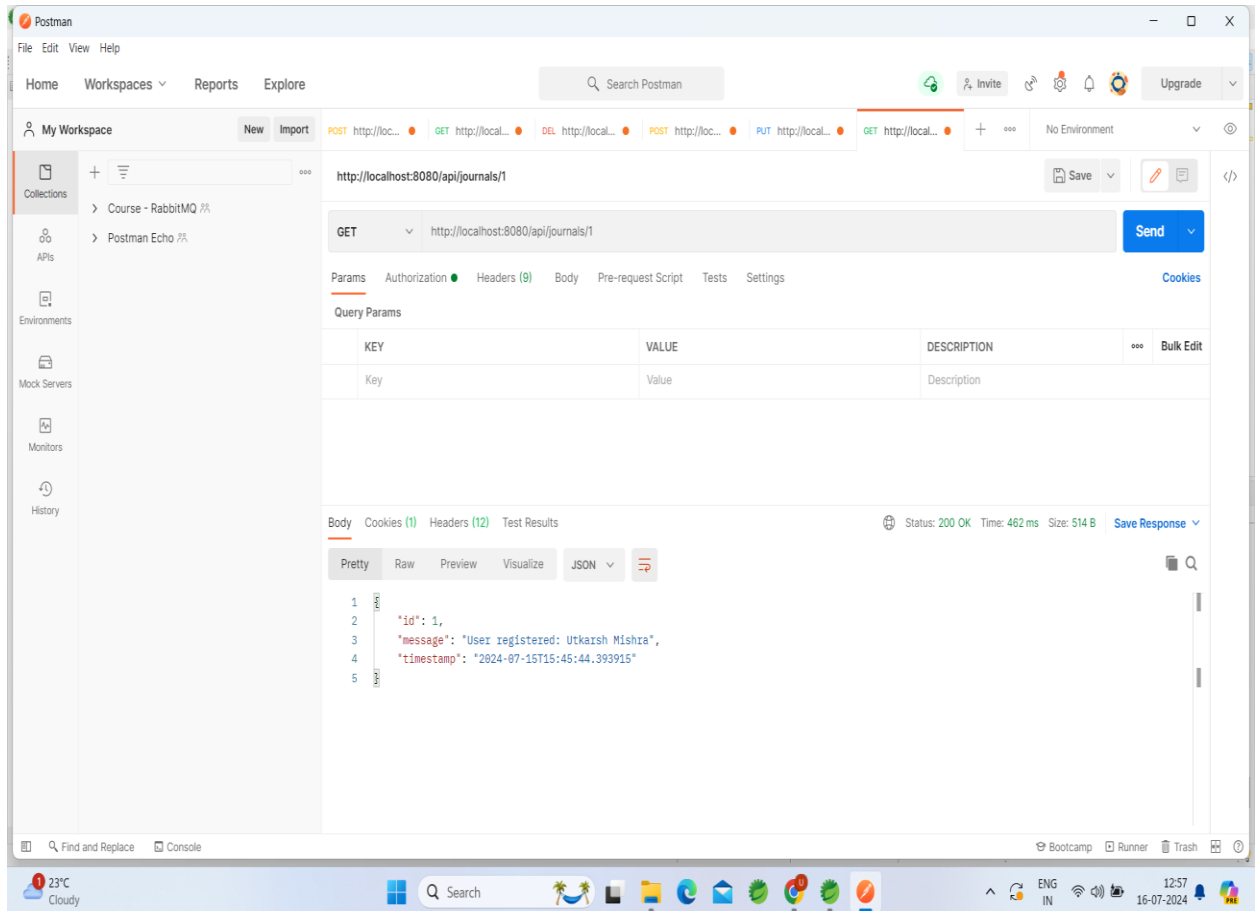 Postman
File Edit View Help
Home Workspaces Reports Explore Search Postman Invite Upgrade
My Workspace New Import POST http://loc... GET http://local... DEL http://local... POST http://loc... PUT http://local... GET http://local... + ooo No Environment
Collections
APIs
Environments
Mock Servers
Monitors
History
+ ooo
Course - RabbitMQ
Postman Echo
http://localhost:8080/api/journals/1 Save </>
GET http://localhost:8080/api/journals/1 Send
Params Authorization Headers (9) Body Pre-request Script Tests Settings Cookies
Query Params
KEY VALUE DESCRIPTION ooo Bulk Edit
Key Value Description
Body Cookies (1) Headers (12) Test Results Status: 200 OK Time: 462 ms Size: 514 B Save Response
Pretty Raw Preview Visualize JSON
1 {
2 "id": 1,
3 "message": "User registered: Utkarsh Mishra",
4 "timestamp": "2024-07-15T15:45:44.393915"
5 }
Find and Replace Console Bootcamp Runner Trash
1 23°C
Cloudy
Search
U
ENG
IN
12:57
16-07-2024
PRE